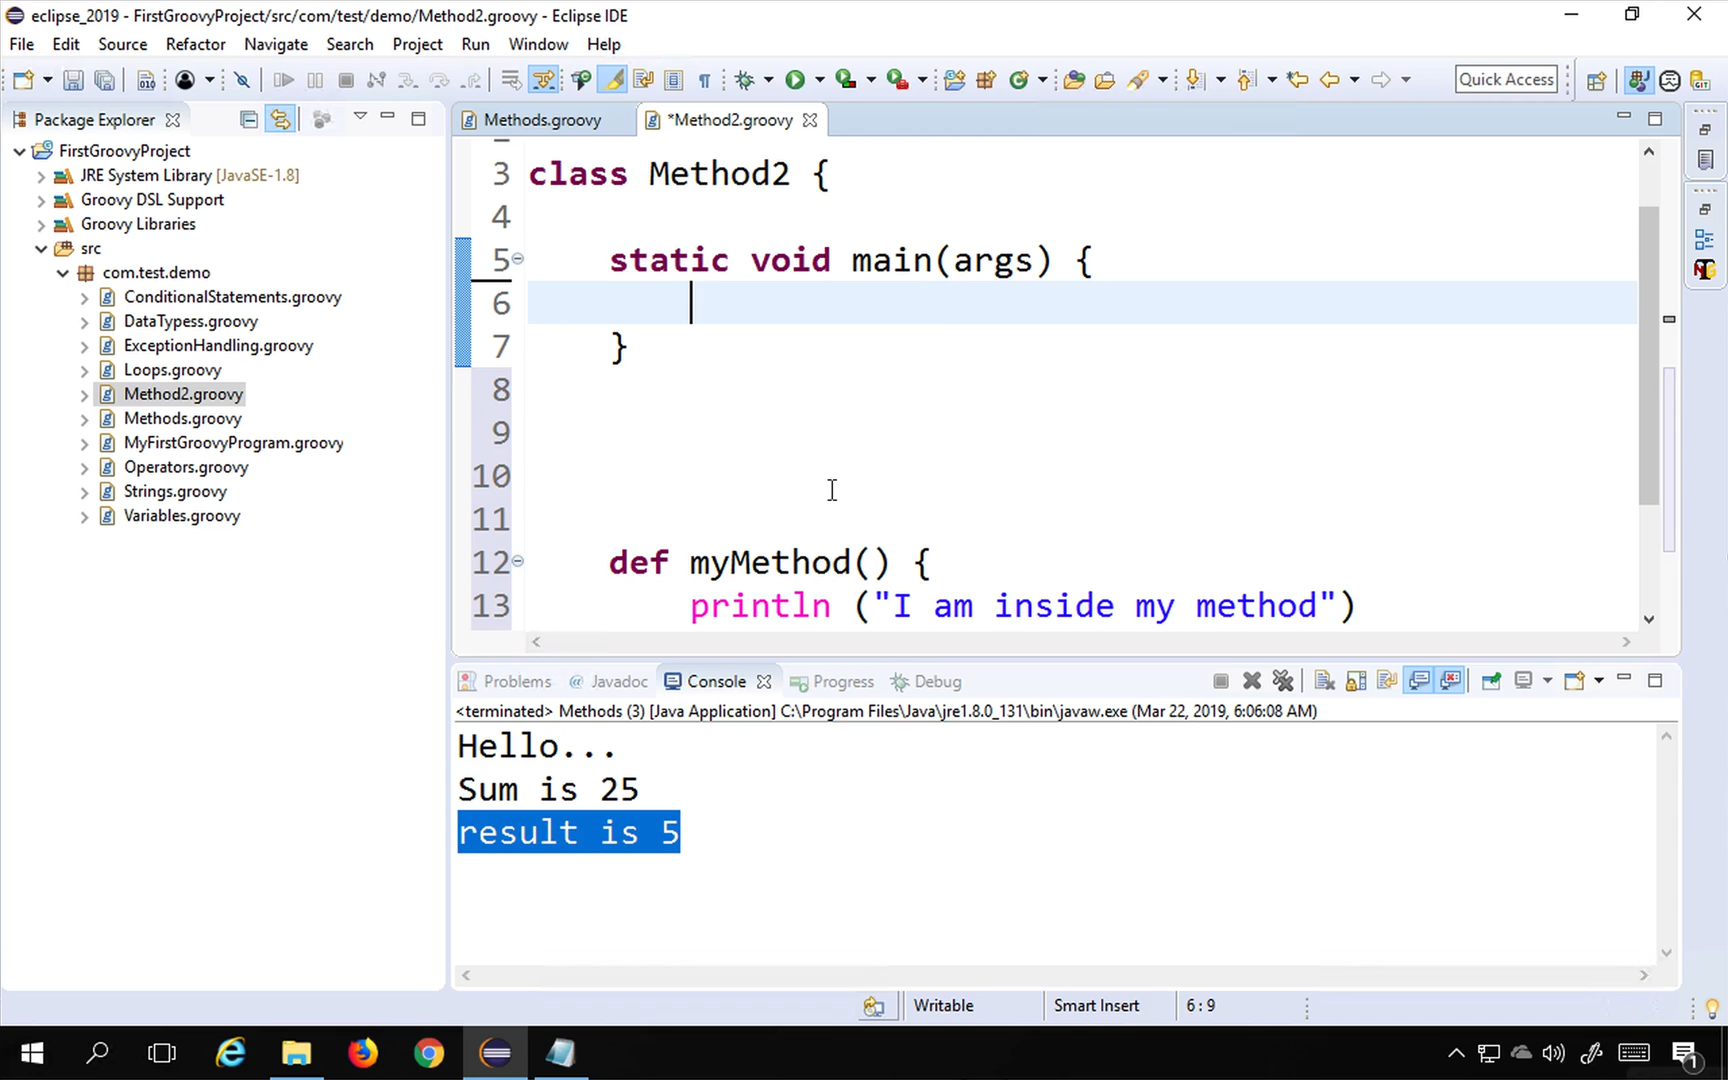 eclipse_2019 - FirstGroovyProject/src/com/test/demo/Method2.groovy - Eclipse IDE
File Edit Source Refactor Navigate Search Project Run Window Help
Quick Access
Package Explorer
FirstGroovyProject
JRE System Library [JavaSE-1.8]
Groovy DSL Support
Groovy Libraries
src
com.test.demo
ConditionalStatements.groovy
DataTypess.groovy
ExceptionHandling.groovy
Loops.groovy
Method2.groovy
Methods.groovy
MyFirstGroovyProgram.groovy
Operators.groovy
Strings.groovy
Variables.groovy
Methods.groovy *Method2.groovy
3 class Method2 {
4
5 static void main(args) {
6
7 }
8
9
10
11
12 def myMethod() {
13 println ("I am inside my method")
Problems @ Javadoc Console Progress Debug
<terminated> Methods (3) [Java Application] C:\Program Files\Java\jre1.8.0_131\bin\javaw.exe (Mar 22, 2019, 6:06:08 AM)
Hello...
Sum is 25
result is 5
Writable Smart Insert 6 : 9
1